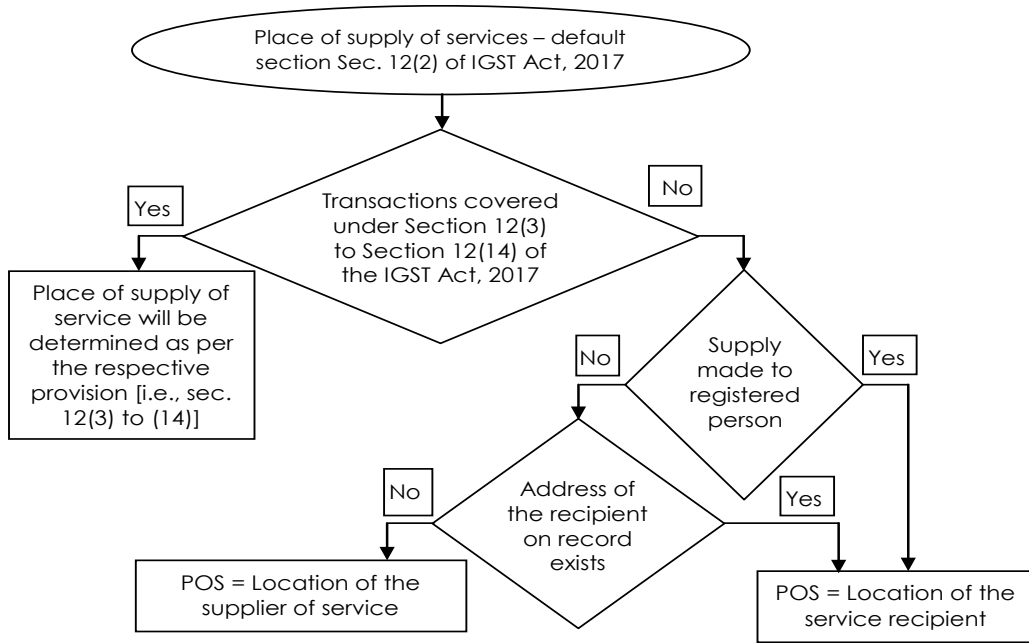 Place of supply of services – default
section Sec. 12(2) of IGST Act, 2017
Yes
No
Transactions covered
under Section 12(3)
to Section 12(14) of
the IGST Act, 2017
Place of supply of
service will be
determined as per
the respective
provision [i.e., sec.
12(3) to (14)]
No
Supply
made to
registered
person
Yes
No
Address of
the recipient
on record
exists
Yes
POS = Location of the
supplier of service
POS = Location of the
service recipient